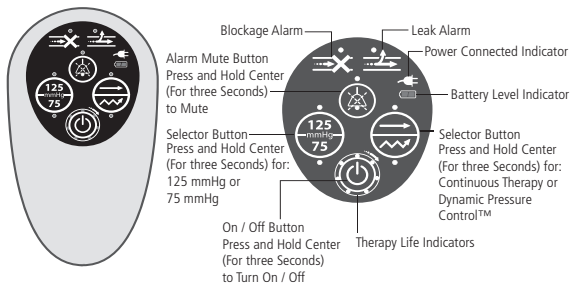 Blockage Alarm
Leak Alarm
Power Connected Indicator
Battery Level Indicator
Alarm Mute Button
Press and Hold Center
(For three Seconds)
to Mute
Selector Button
Press and Hold Center
(For three Seconds) for:
125 mmHg or
75 mmHg
On / Off Button
Press and Hold Center
(For three Seconds)
to Turn On / Off
Therapy Life Indicators
Selector Button
Press and Hold Center
(For three Seconds) for:
Continuous Therapy or
Dynamic Pressure
Control™
125
mmHg
75
125
mmHg
75